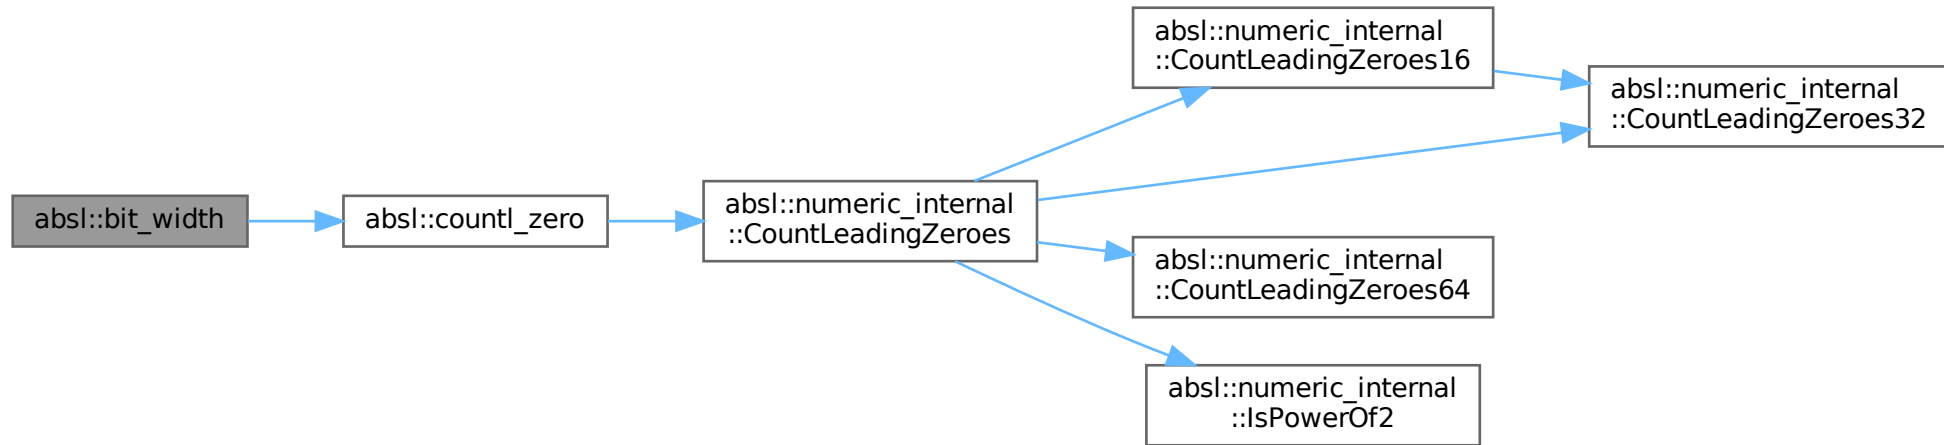 absl::bit_width
absl::countl_zero
absl::numeric_internal
::CountLeadingZeroes
absl::numeric_internal
::CountLeadingZeroes16
absl::numeric_internal
::CountLeadingZeroes32
absl::numeric_internal
::CountLeadingZeroes64
absl::numeric_internal
::IsPowerOf2